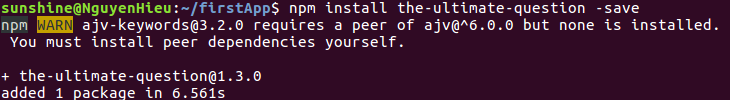 sunshine@NguyenHieu:~/firstApp$ npm install the-ultimate-question -save
npm WARN ajv-keywords@3.2.0 requires a peer of ajv@^6.0.0 but none is installed.
 You must install peer dependencies yourself.
+ the-ultimate-question@1.3.0
added 1 package in 6.561s